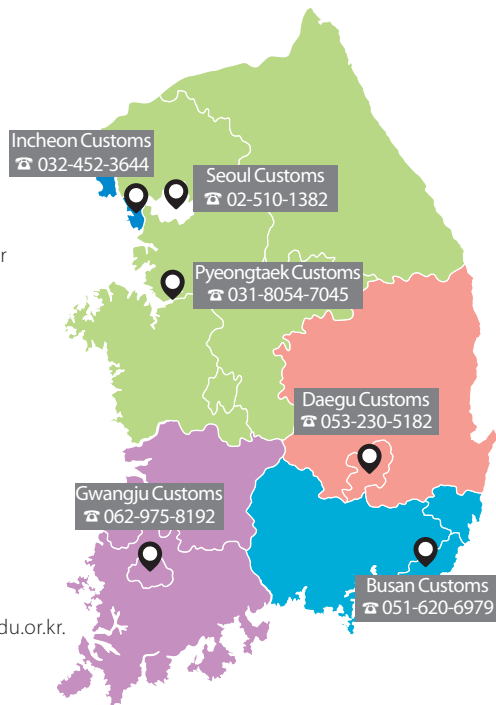 Incheon Customs
☎ 032-452-3644
Seoul Customs
☎ 02-510-1382
r
Pyeongtaek Customs
☎ 031-8054-7045
Daegu Customs
☎ 053-230-5182
Gwangju Customs
☎ 062-975-8192
Busan Customs
☎ 051-620-6979
du.or.kr.